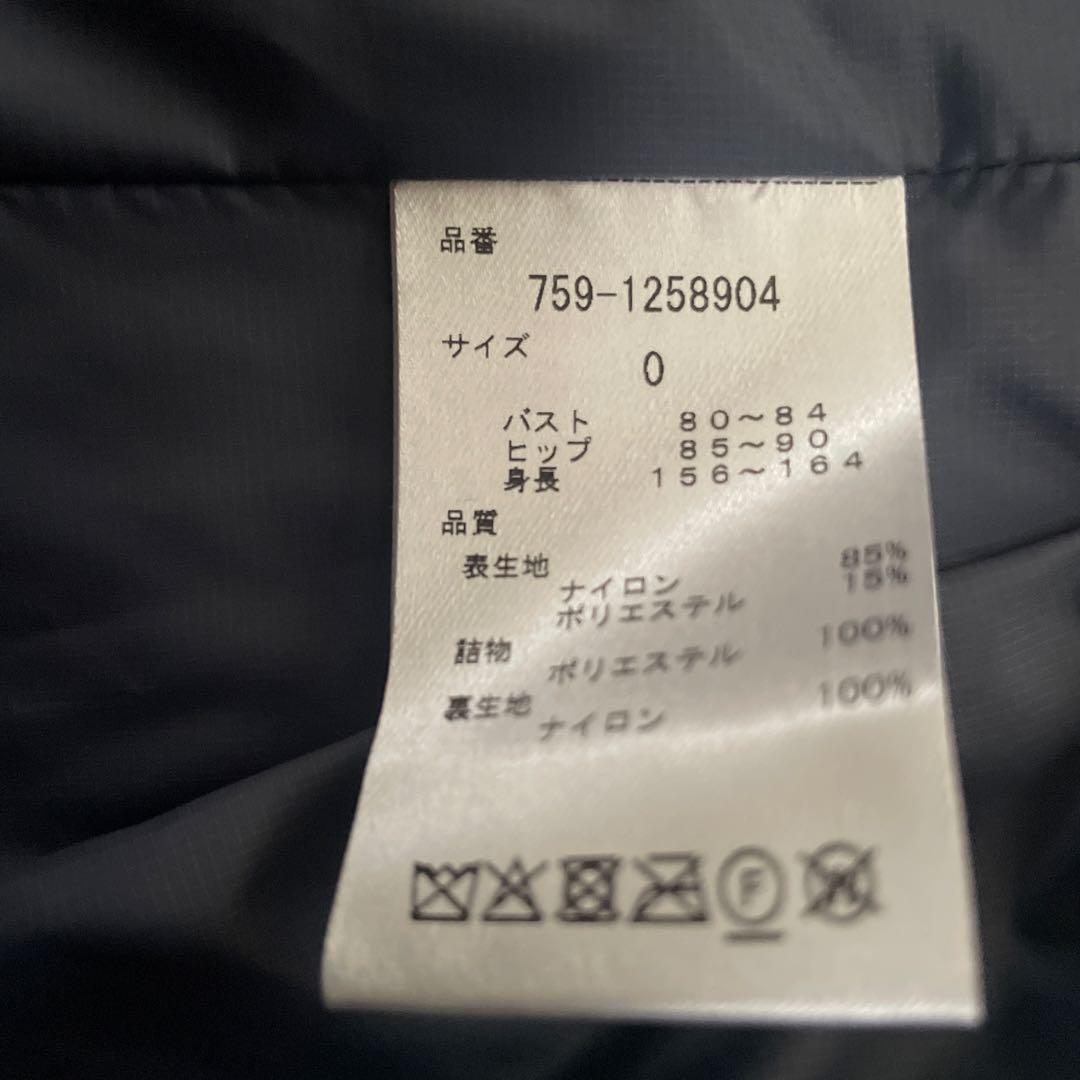 品番
759-1258904
サイズ
0
バスト 80～84
ヒップ 85～90
身長 156～164
品質
表生地
ナイロン 85%
ポリエステル 15%
詰物
ポリエステル 100%
裏生地
ナイロン 100%
F
W